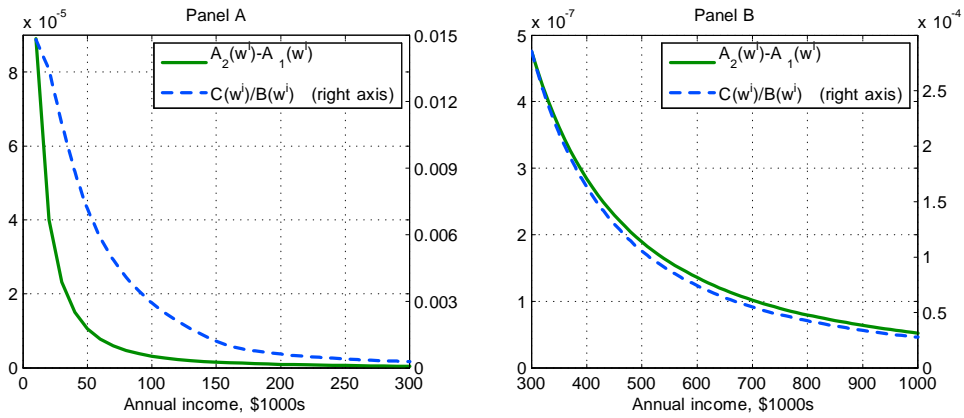 Panel A
x 10^-5
A_2(w^i)-A_1(w^i)
C(w^i)/B(w^i) (right axis)
8
6
4
2
0
0.015
0.012
0.009
0.006
0.003
0
0 50 100 150 200 250 300
Annual income, $1000s
Panel B
x 10^-7
x 10^-4
A_2(w^i)-A_1(w^i)
C(w^i)/B(w^i) (right axis)
5
4
3
2
1
0
3
2.5
2
1.5
1
0.5
0
300 400 500 600 700 800 900 1000
Annual income, $1000s